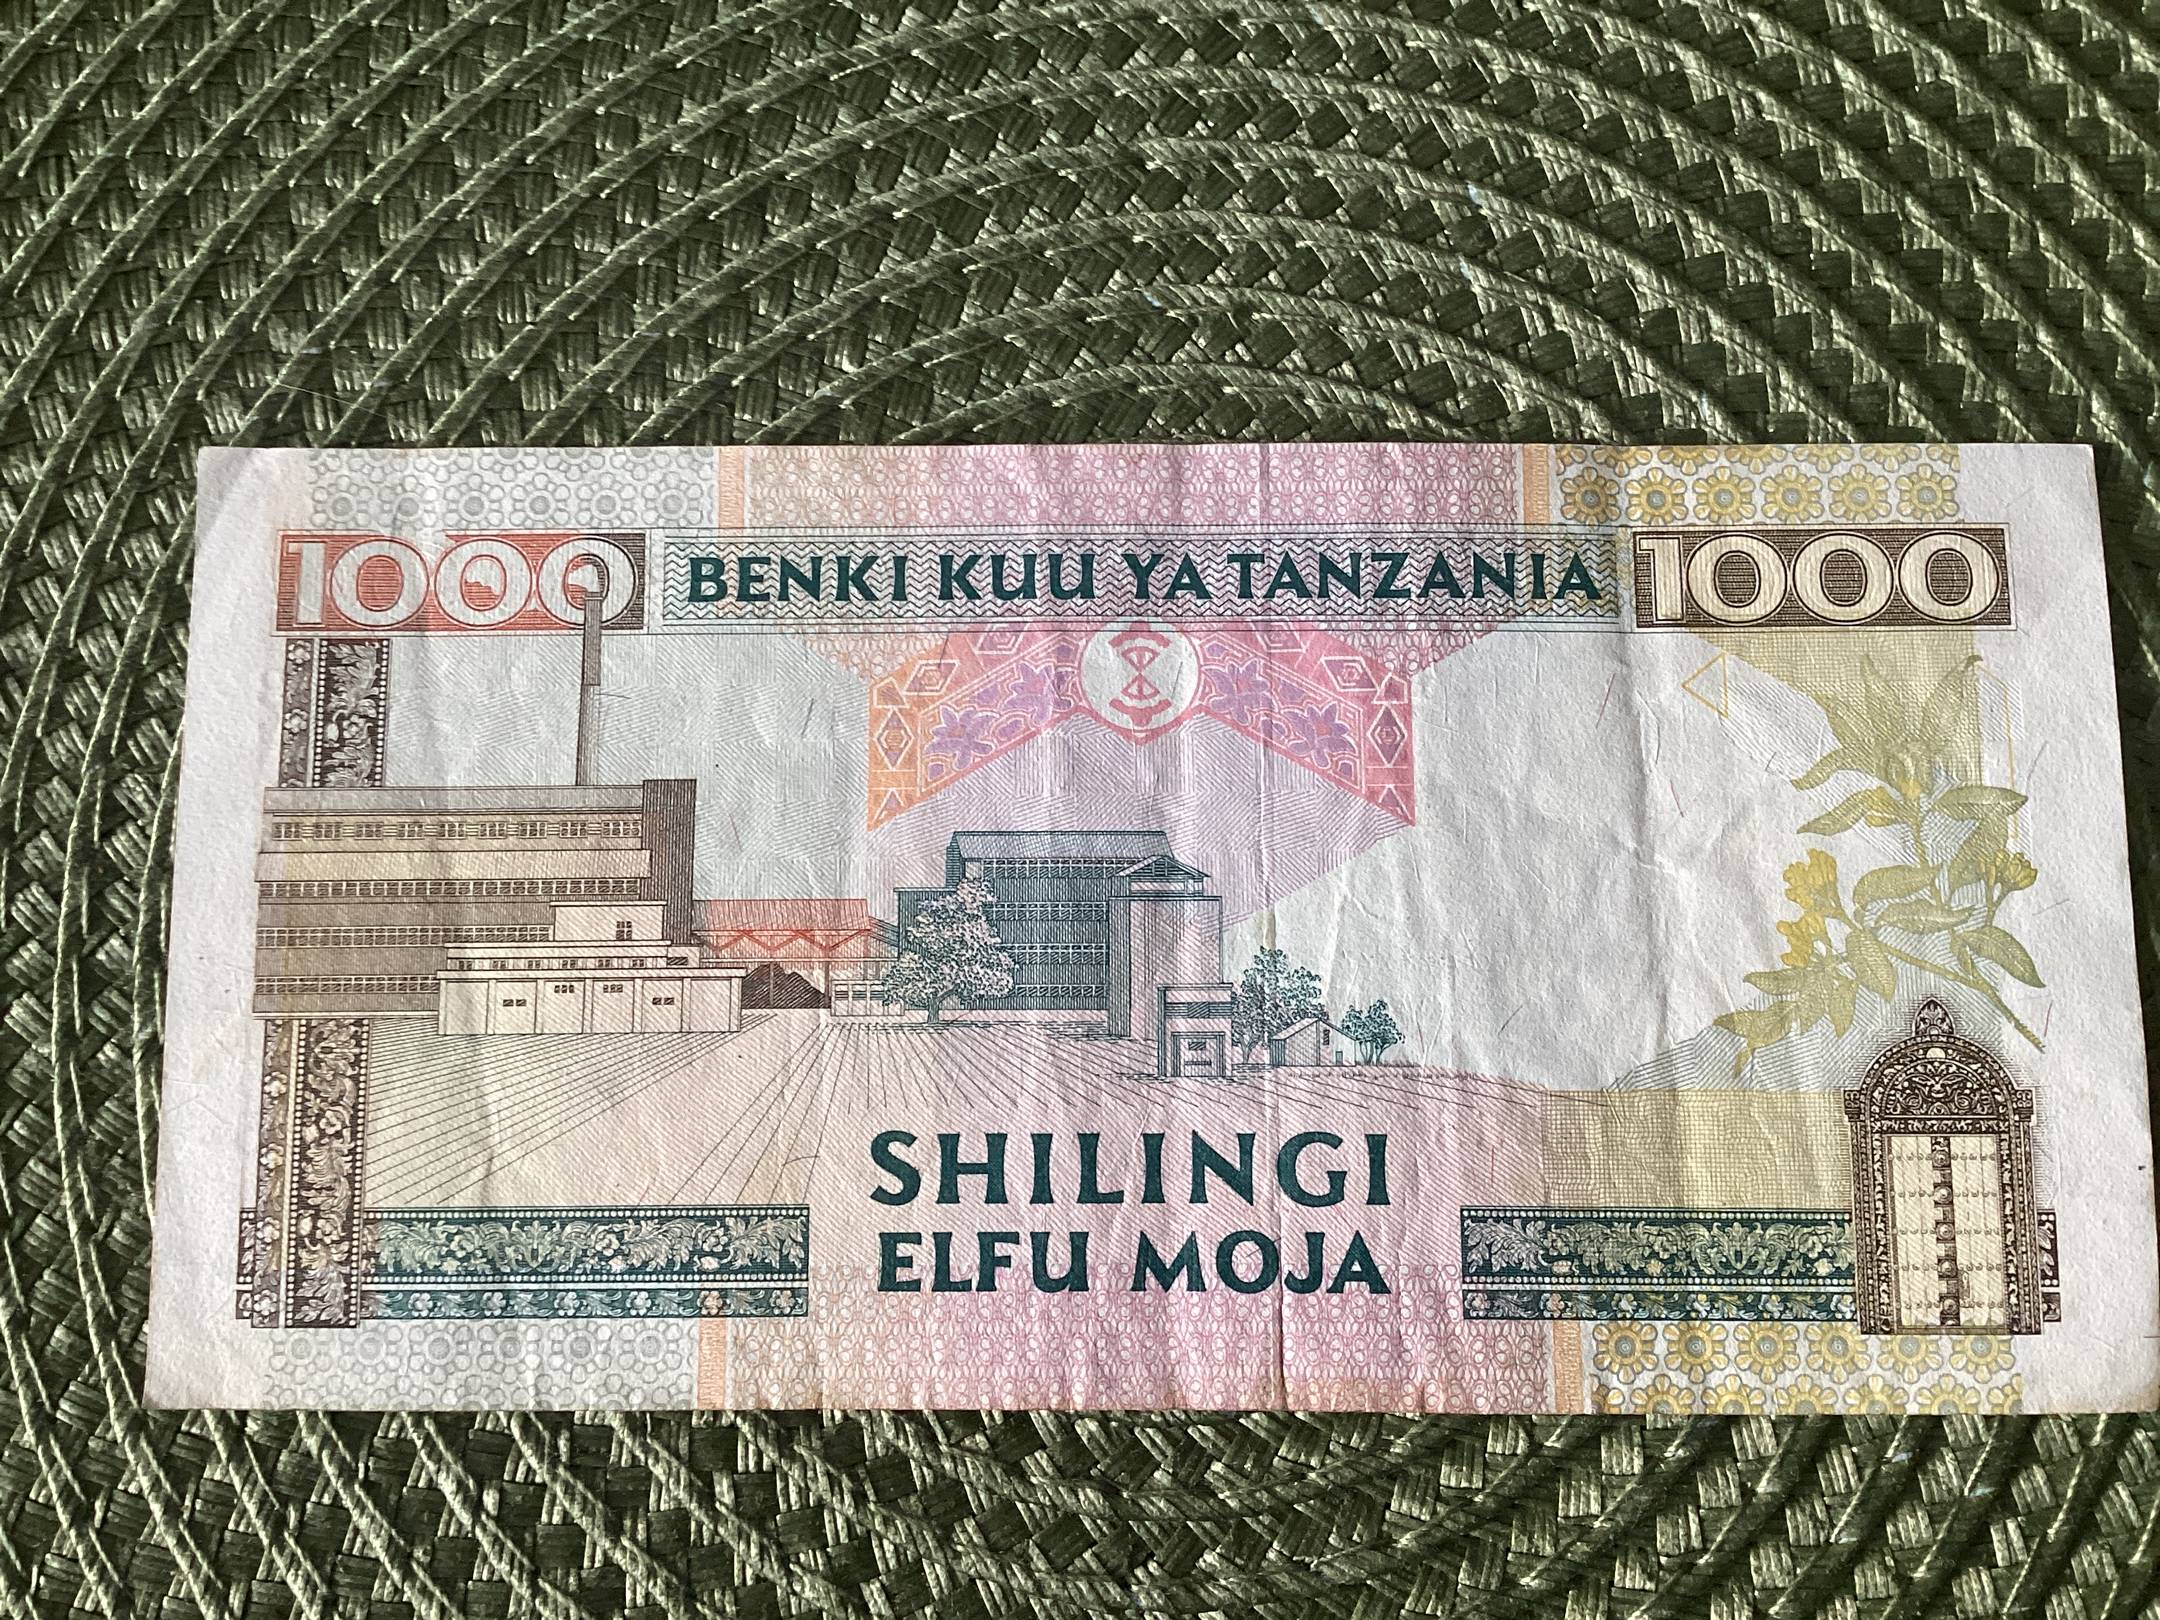 1000 BENKI KUU YA TANZANIA 1000
SHILINGI
ELFU MOJA